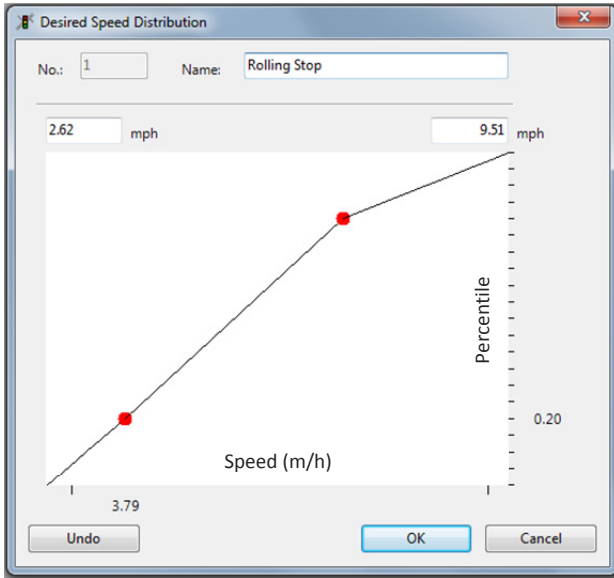 Desired Speed Distribution
No.: 1 Name: Rolling Stop
2.62 mph 9.51 mph
Percentile
0.20
Speed (m/h)
3.79
Undo OK Cancel